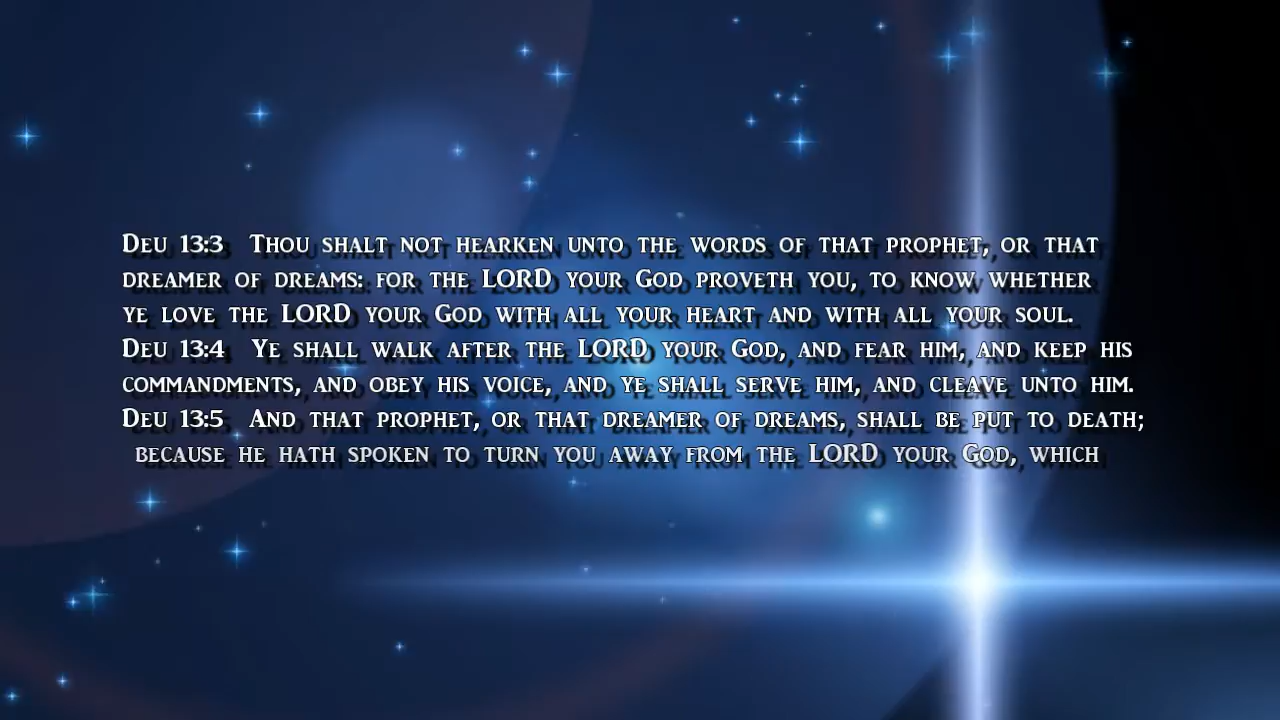 Deu 13:3 Thou shalt not hearken unto the words of that prophet, or that
dreamer of dreams: for the LORD your God proveth you, to know whether
ye love the LORD your God with all your heart and with all your soul.
Deu 13:4 Ye shall walk after the LORD your God, and fear him, and keep his
commandments, and obey his voice, and ye shall serve him, and cleave unto him.
Deu 13:5 And that prophet, or that dreamer of dreams, shall be put to death;
because he hath spoken to turn you away from the LORD your God, which